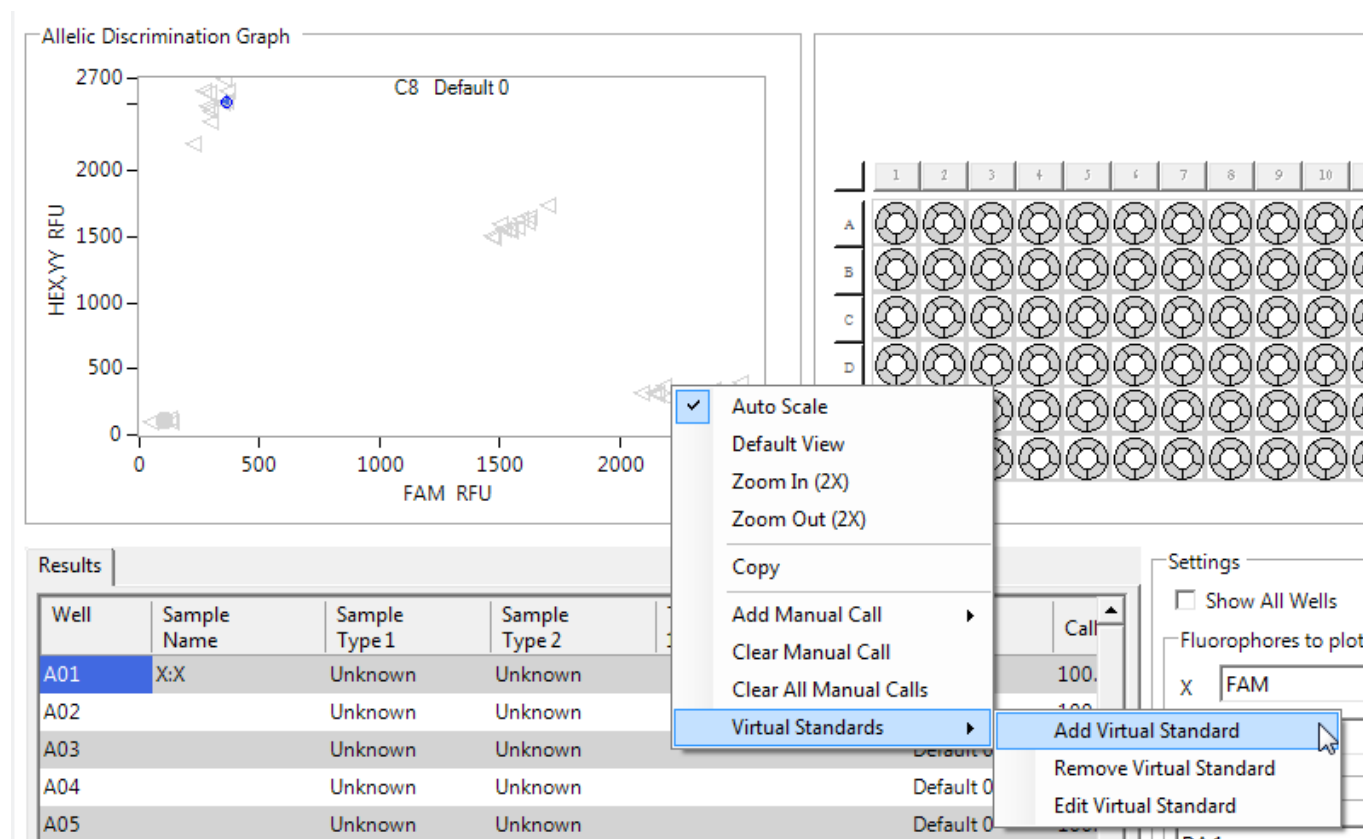 Allelic Discrimination Graph
C8 Default 0
2700
2000
1500
1000
500
0
HEX,YY RFU
0 500 1000 1500 2000
FAM RFU
1 2 3 4 5 6 7 8 9 10
A
B
C
D
Auto Scale
Default View
Zoom In (2X)
Zoom Out (2X)
Copy
Add Manual Call
Clear Manual Call
Clear All Manual Calls
Virtual Standards
Add Virtual Standard
Remove Virtual Standard
Edit Virtual Standard
Results
Well Sample Name Sample Type 1 Sample Type 2 Call
A01 X:X Unknown Unknown 100.
A02 Unknown Unknown
A03 Unknown Unknown Default 0
A04 Unknown Unknown Default 0
A05 Unknown Unknown Default 0
Settings
Show All Wells
Fluorophores to plot
X FAM